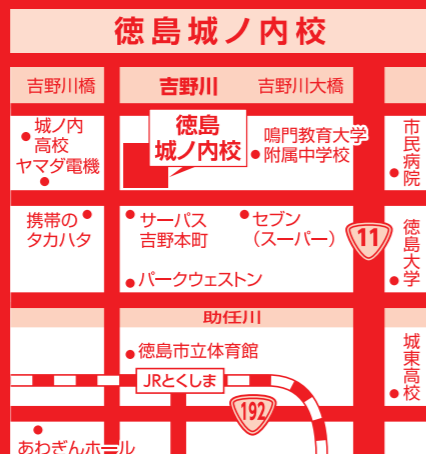 徳島城ノ内校
吉野川橋
吉野川
吉野川大橋
城ノ内
高校
ヤマダ電機
徳島
城ノ内校
鳴門教育大学
附属中学校
市民病院
携帯の
タカハタ
サーパス
吉野本町
セブン
（スーパー）
11
徳島大学
パークウェストン
助任川
徳島市立体育館
城東高校
JRとくしま
192
あわぎんホール